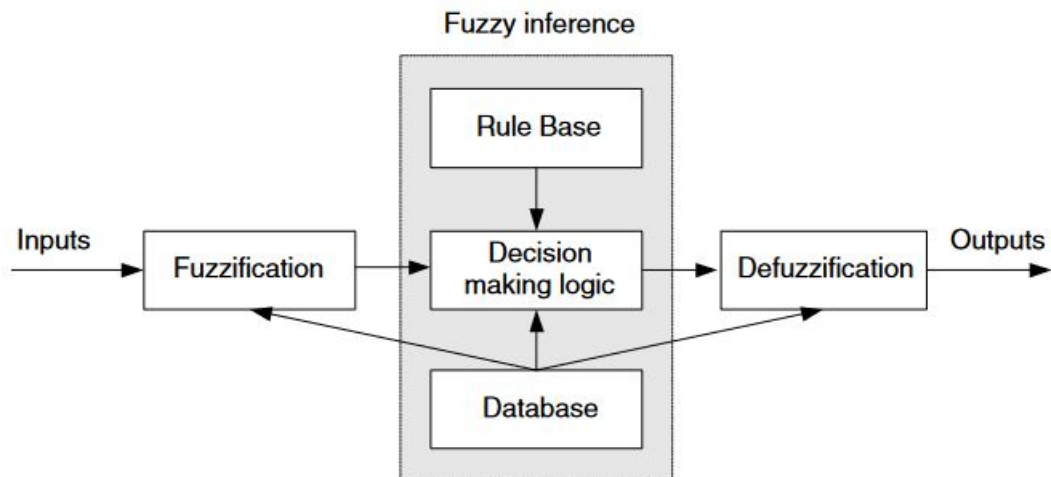 Fuzzy inference
Rule Base
Inputs
Fuzzification
Decision
making logic
Defuzzification
Outputs
Database